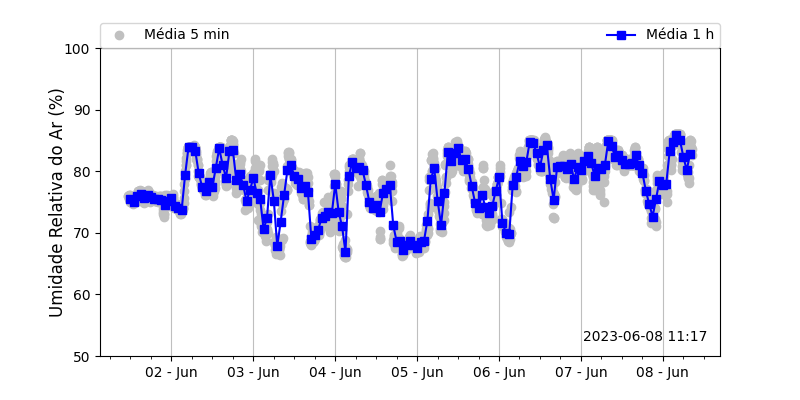 Média 5 min
Média 1 h
Umidade Relativa do Ar (%)
100
90
80
70
60
50
2023-06-08 11:17
02 - Jun
03 - Jun
04 - Jun
05 - Jun
06 - Jun
07 - Jun
08 - Jun